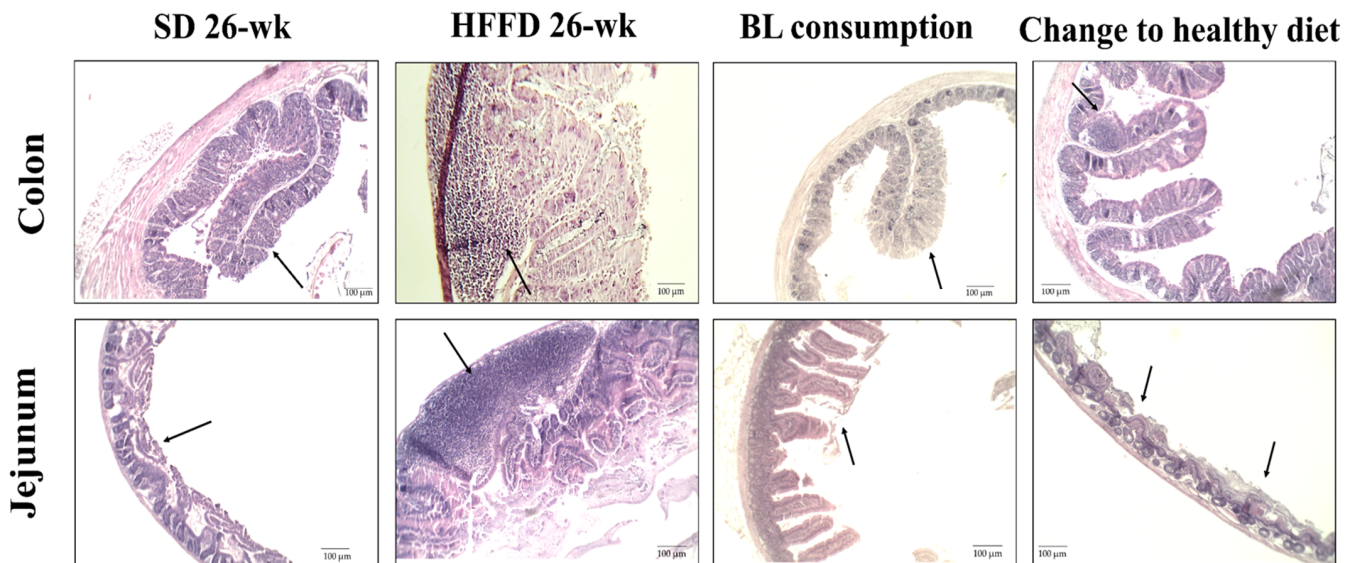 SD 26-wk
HFFD 26-wk
BL consumption
Change to healthy diet
Colon
100 µm
100 µm
100 µm
100 µm
Jejunum
100 µm
100 µm
100 µm
100 µm